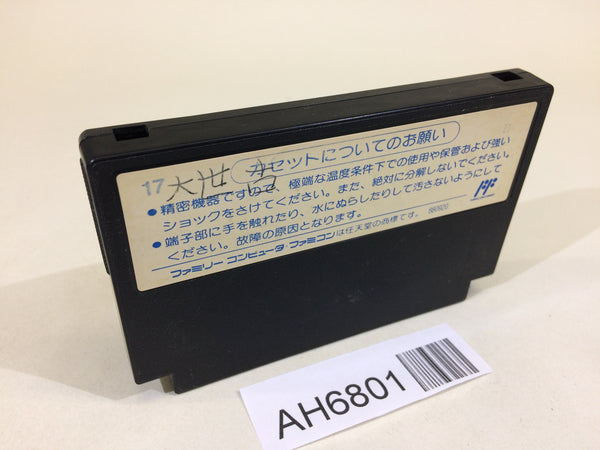 カセットについてのお願い
17 大世
●精密機器ですので、極端な温度条件下での使用や保管および強い
ショックをさけてください。また、絶対に分解しないでください。
●端子部に手を触れたり、水にぬらしたりして汚さないようにして
ください。故障の原因となります。
ファミリーコンピュータ・ファミコンは任天堂の商標です。
AH6801